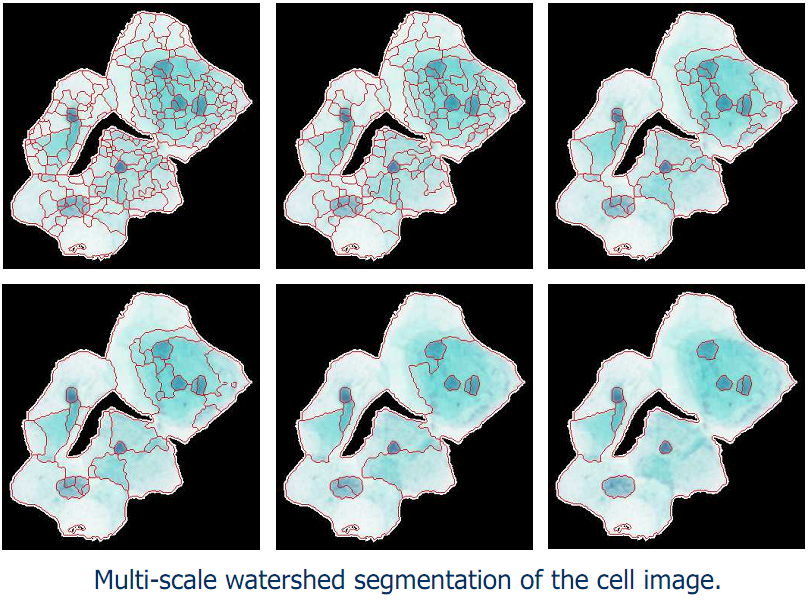 Multi-scale watershed segmentation of the cell image.